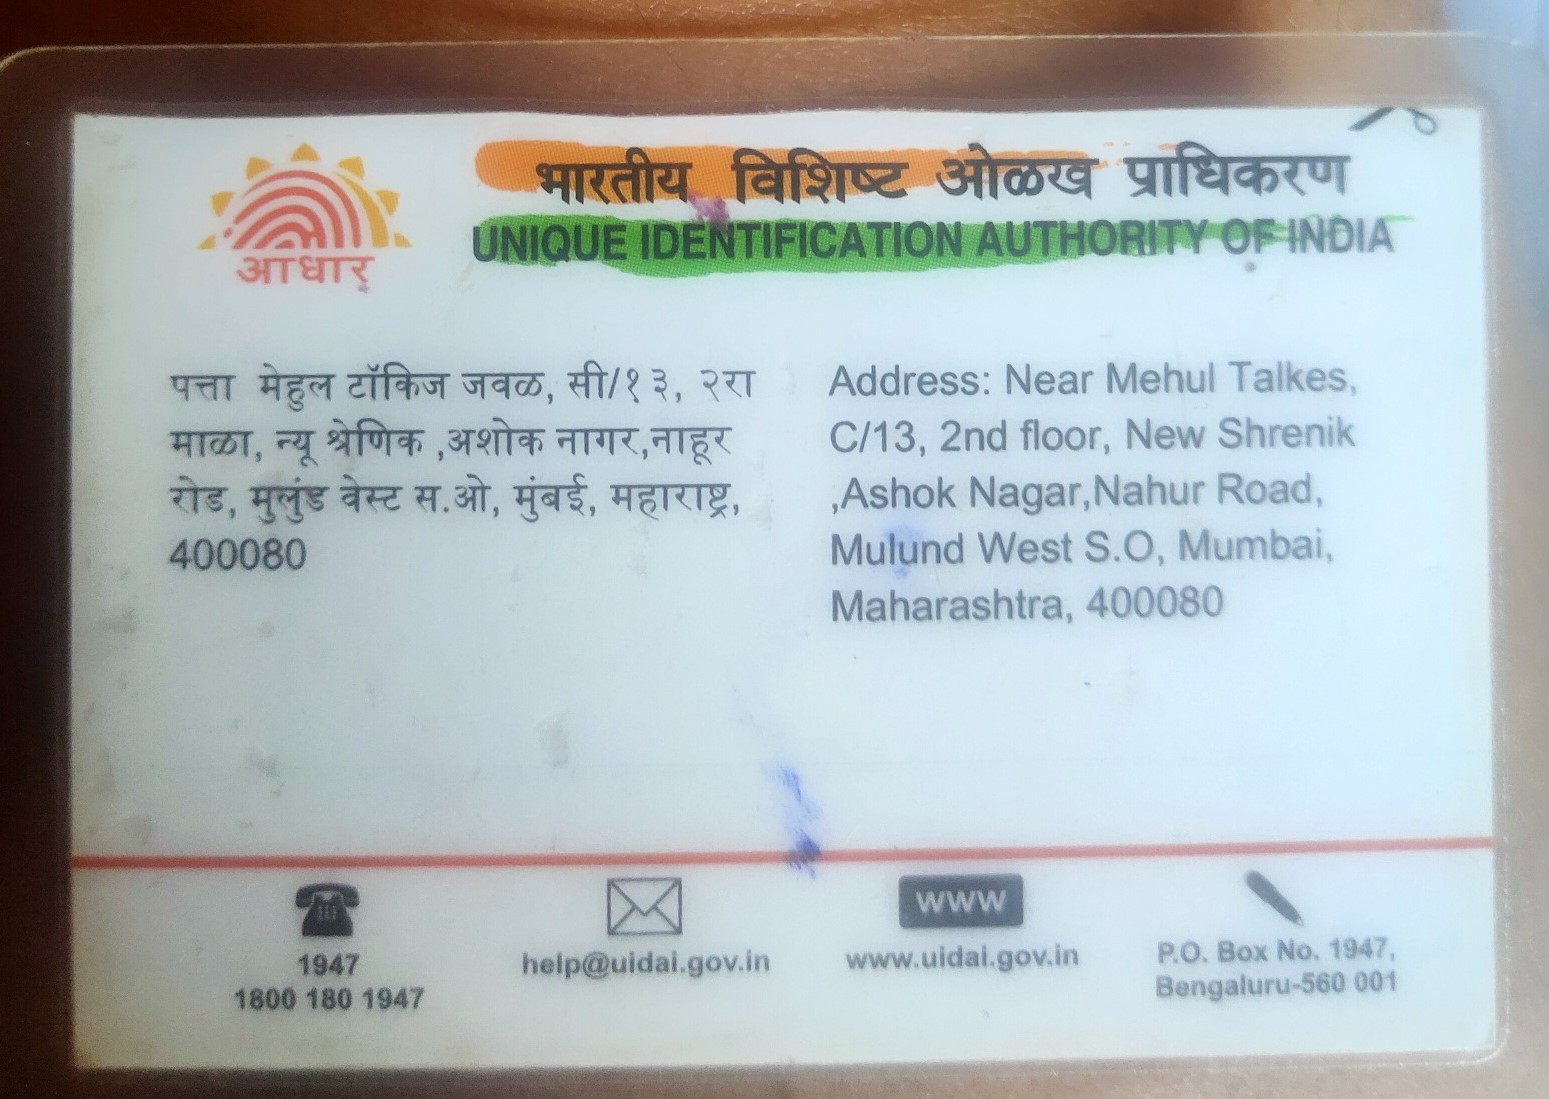 भारतीय विशिष्ट ओळख प्राधिकरण
UNIQUE IDENTIFICATION AUTHORITY OF INDIA
आधार
पत्ता मेहुल टॉकिज जवळ, सी/१३, २रा
माळा, न्यू श्रेणिक ,अशोक नागर,नाहूर
रोड, मुलुंड वेस्ट स.ओ, मुंबई, महाराष्ट्र,
400080
Address: Near Mehul Talkes,
C/13, 2nd floor, New Shrenik
,Ashok Nagar,Nahur Road,
Mulund West S.O, Mumbai,
Maharashtra, 400080
1947
1800 180 1947
help@uidai.gov.in
www
www.uidai.gov.in
P.O. Box No. 1947,
Bengaluru-560 001